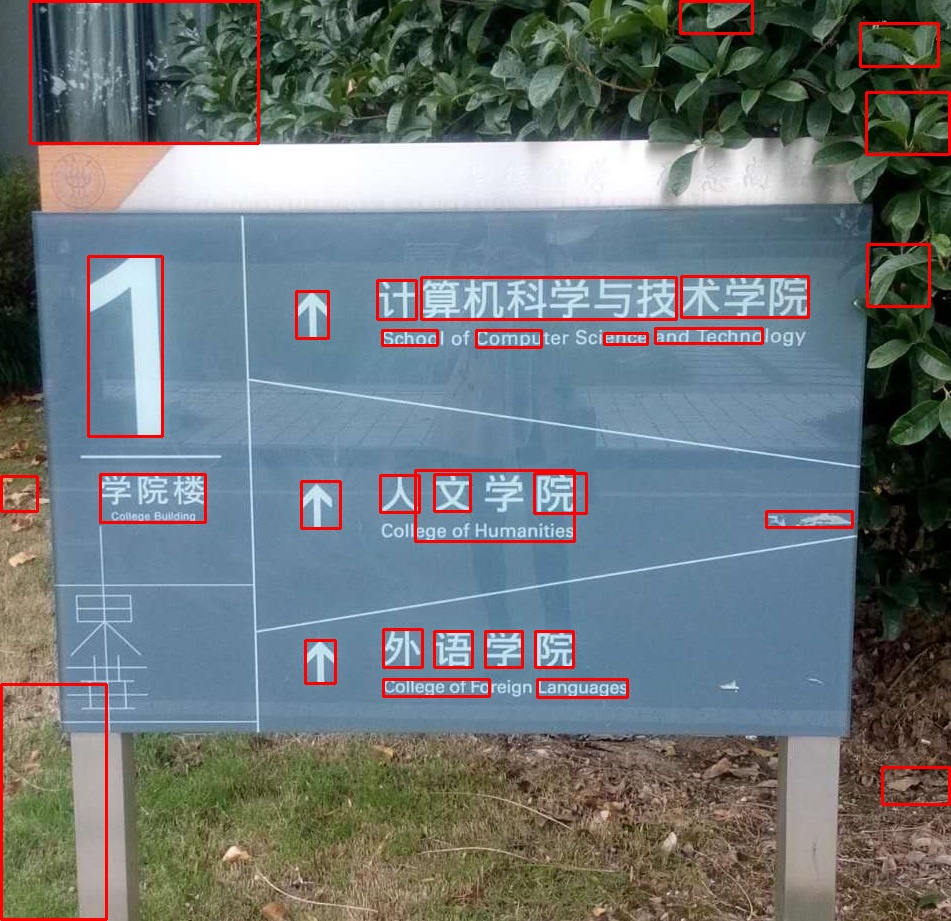 1
学院楼
College Building
计算机科学与技术学院
School of Computer Science and Technology
人文学院
College of Humanities
外语学院
College of Foreign Languages